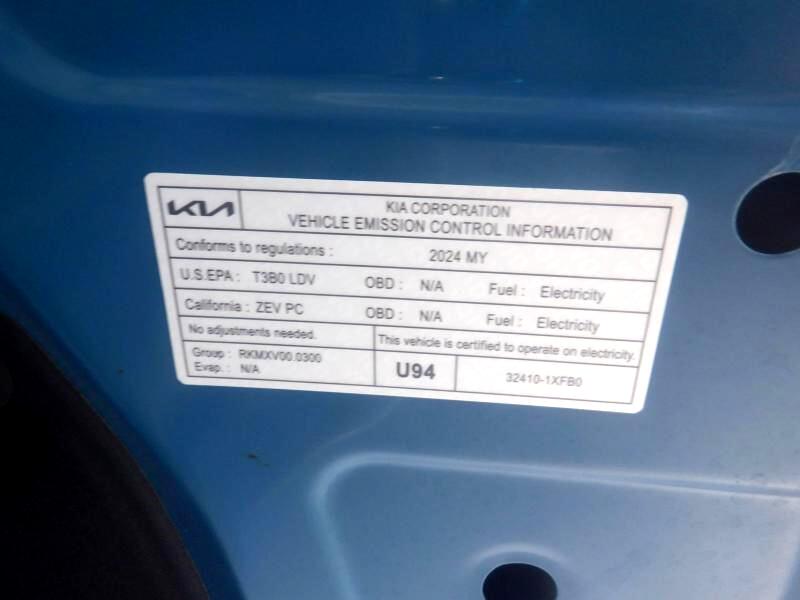 KIA
KIA CORPORATION
VEHICLE EMISSION CONTROL INFORMATION
Conforms to regulations : 2024 MY
U.S.EPA : T3B0 LDV OBD : N/A Fuel : Electricity
California : ZEV PC OBD : N/A Fuel : Electricity
No adjustments needed. This vehicle is certified to operate on electricity.
Group : RKMXV00.0300
Evap. : N/A
U94
32410-1XFB0